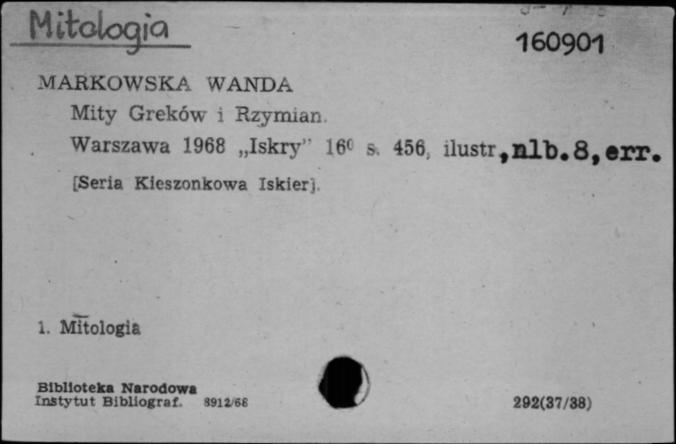 Mitologia
160901
MARKOWSKA WANDA
Mity Greków i Rzymian.
Warszawa 1968 „Iskry” 16⁰ s. 456, ilustr,nlb.8,err.
[Seria Kieszonkowa Iskier].
1. Mitologia
Biblioteka Narodowa
Instytut Bibliograf. 8912/68
292(37/38)